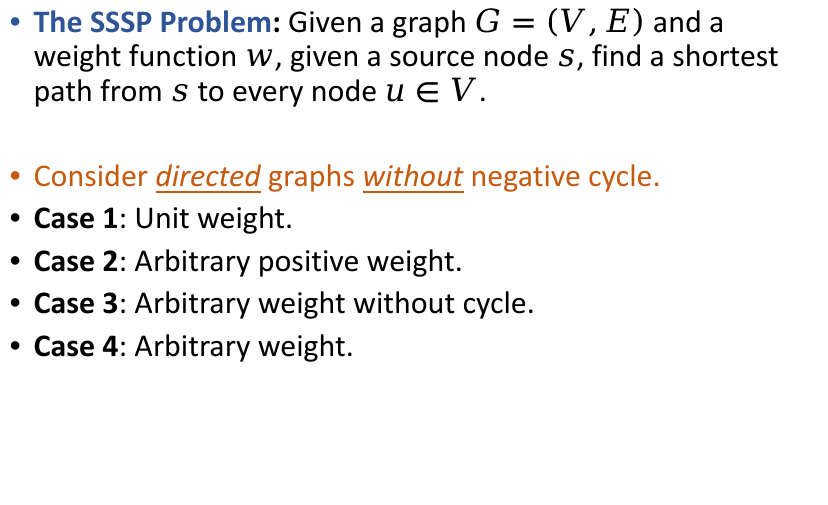 • The SSSP Problem: Given a graph G = (V, E) and a
weight function w, given a source node s, find a shortest
path from s to every node u ∈ V.
• Consider directed graphs without negative cycle.
• Case 1: Unit weight.
• Case 2: Arbitrary positive weight.
• Case 3: Arbitrary weight without cycle.
• Case 4: Arbitrary weight.